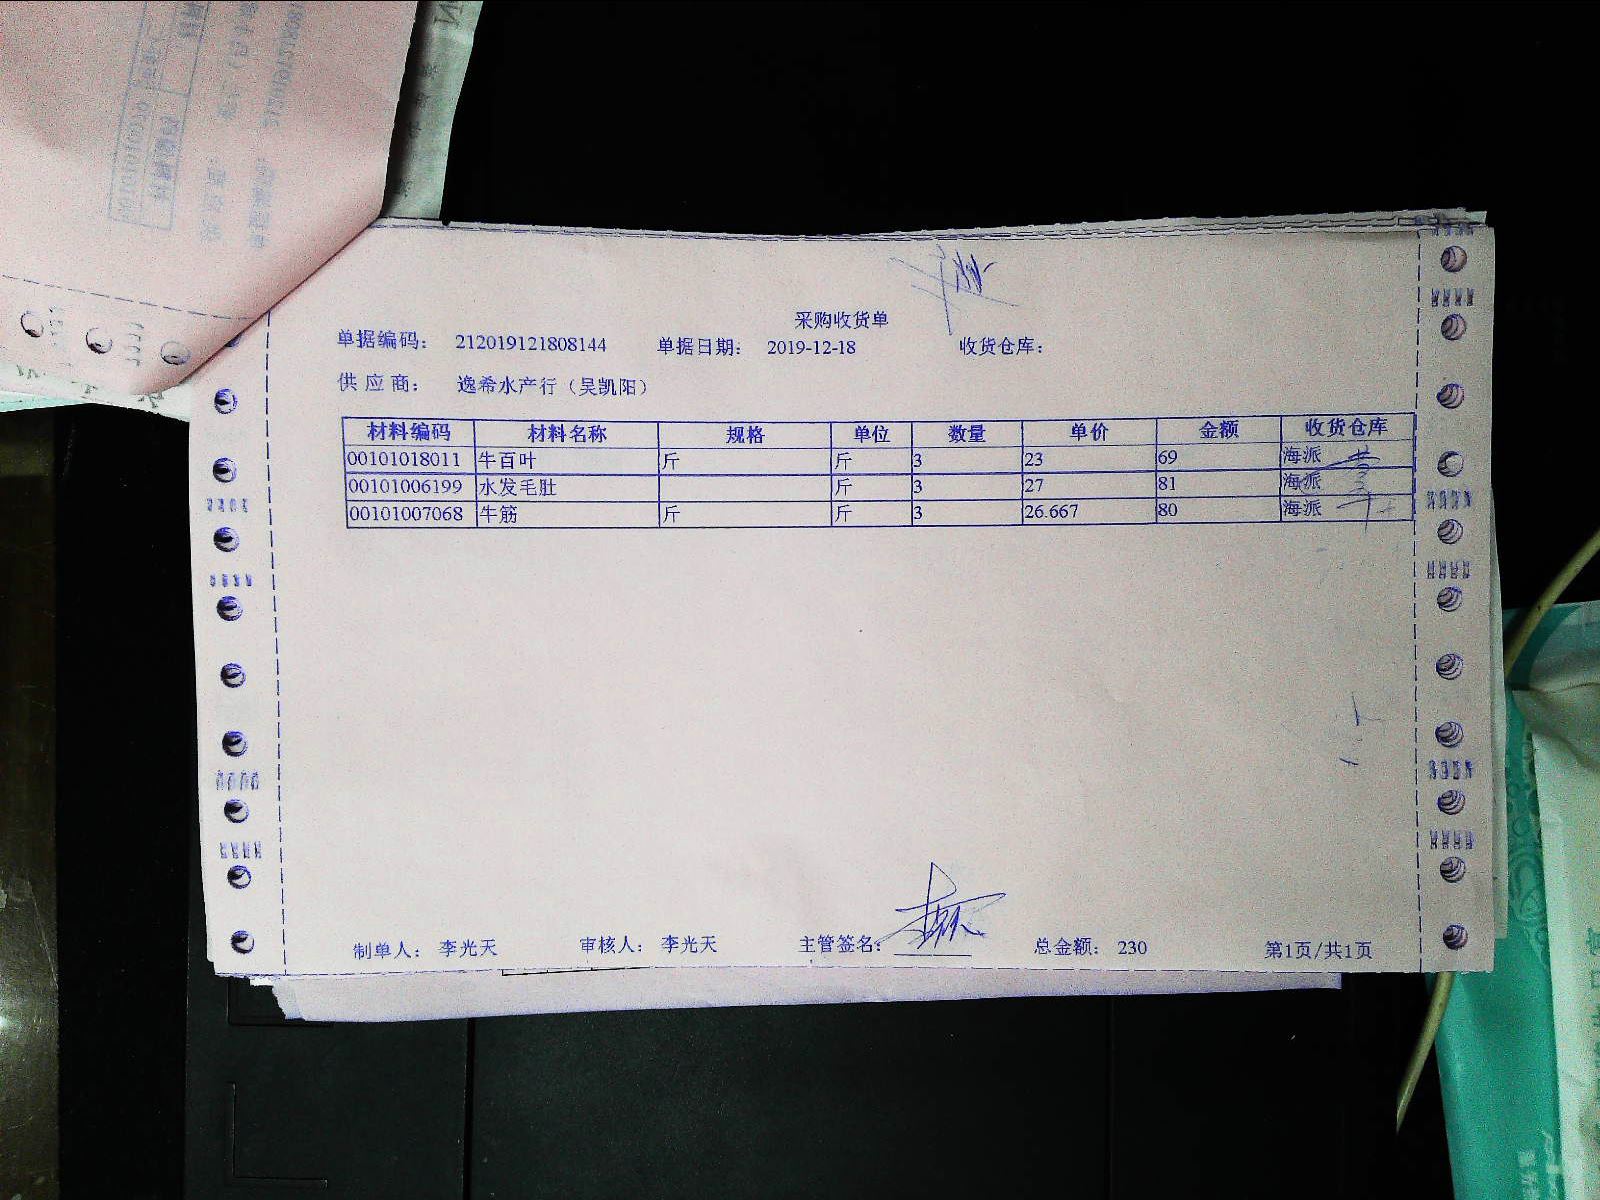 采购收货单
单据编码： 212019121808144 单据日期： 2019-12-18 收货仓库：
供应商： 逸希水产行（吴凯阳）
材料编码 材料名称 规格 单位 数量 单价 金额 收货仓库
00101018011 牛百叶 斤 斤 3 23 69 海派
00101006199 水发毛肚 斤 3 27 81 海派
00101007068 牛筋 斤 斤 3 26.667 80 海派
制单人： 李光天 审核人： 李光天 主管签名： 总金额： 230 第1页/共1页